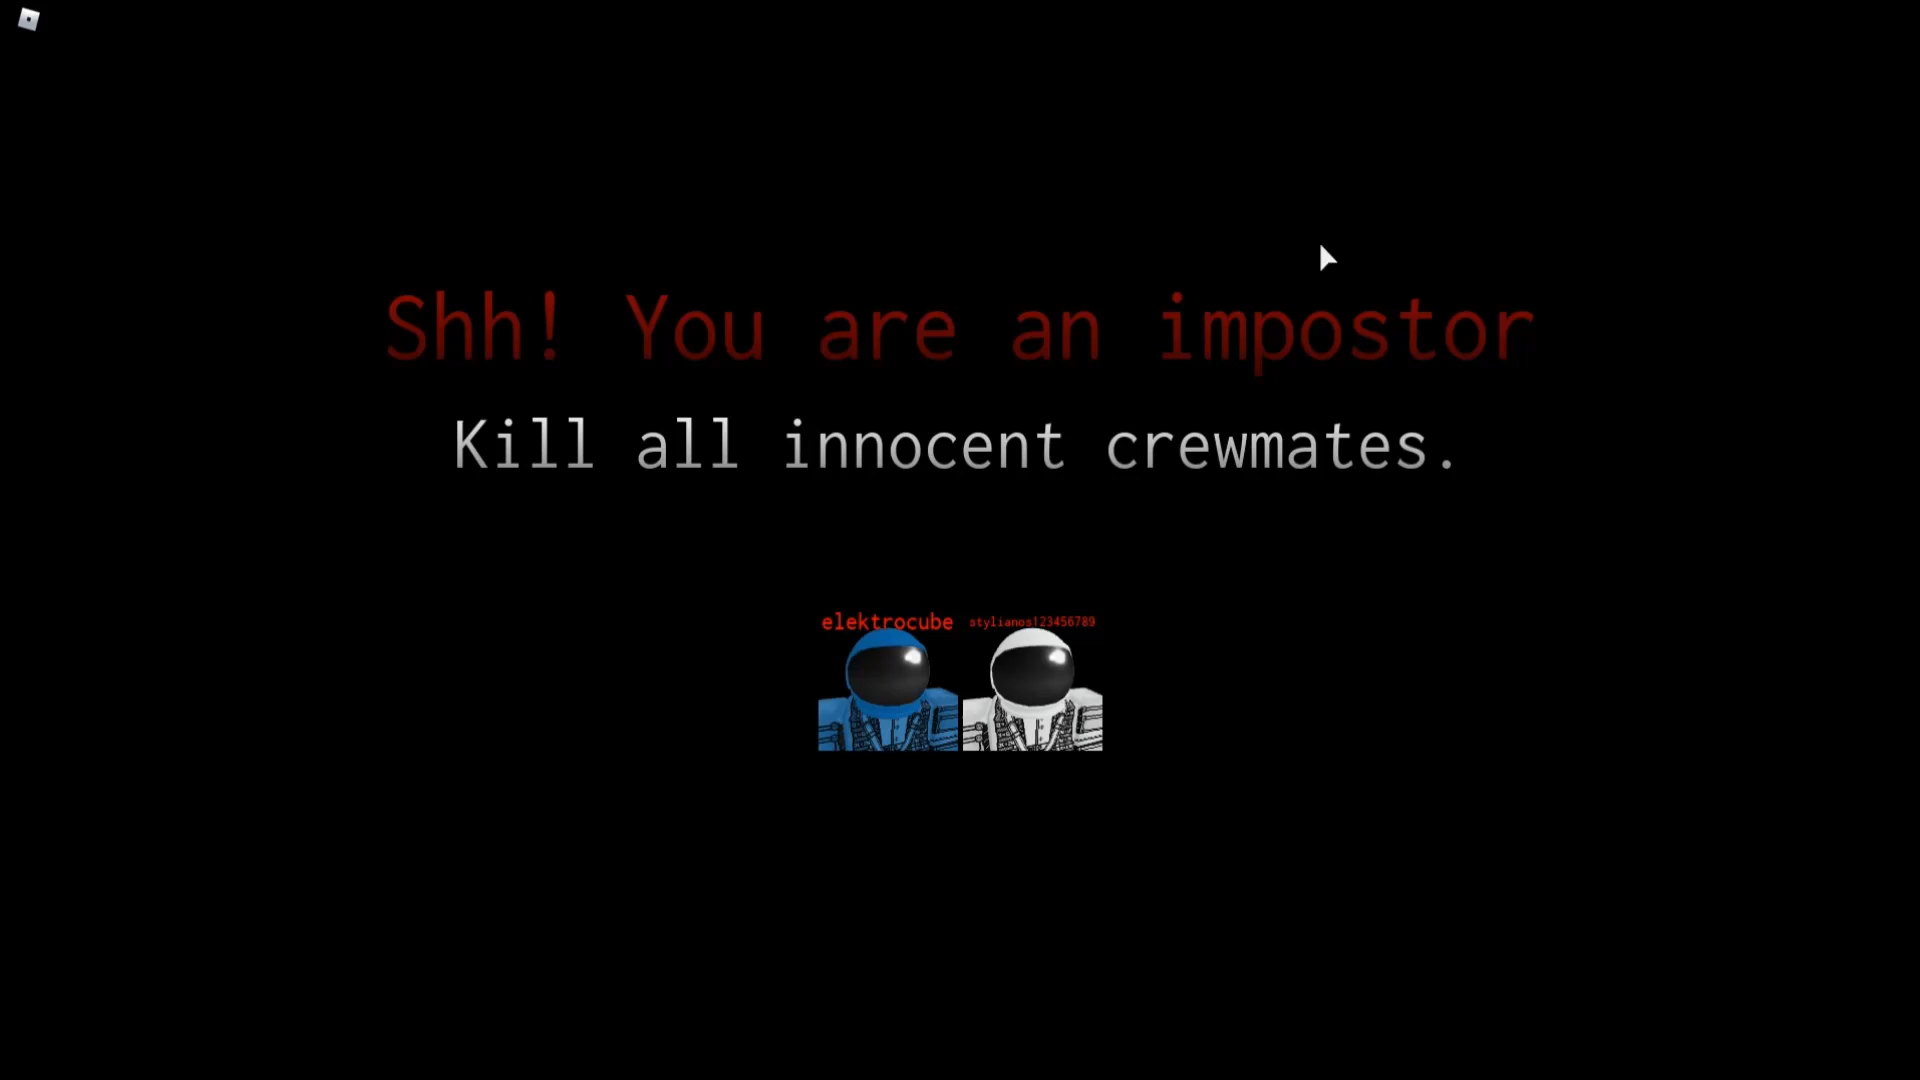 Shh! You are an impostor
Kill all innocent crewmates.
elektrocube stylianos123456789